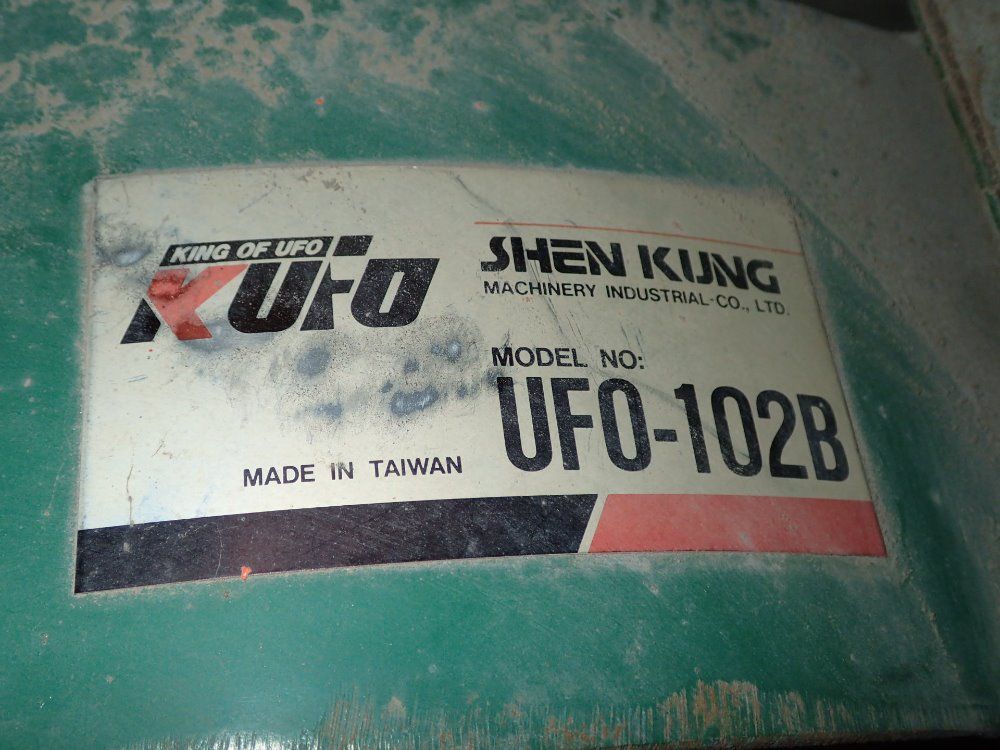 KING OF UFO
KUFO
SHEN KUNG
MACHINERY INDUSTRIAL-CO., LTD.
MODEL NO:
UFO-102B
MADE IN TAIWAN